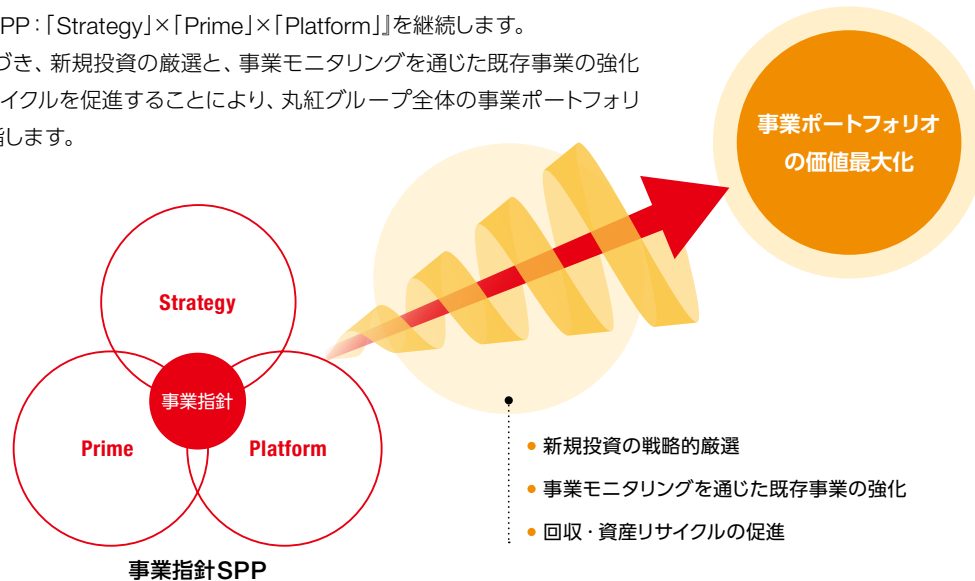 PP：「Strategy」×「Prime」×「Platform」』を継続します。
づき、新規投資の厳選と、事業モニタリングを通じた既存事業の強化
イクルを促進することにより、丸紅グループ全体の事業ポートフォリ
指します。
事業ポートフォリオ
の価値最大化
Strategy
事業指針
Prime
Platform
事業指針SPP
● 新規投資の戦略的厳選
● 事業モニタリングを通じた既存事業の強化
● 回収・資産リサイクルの促進